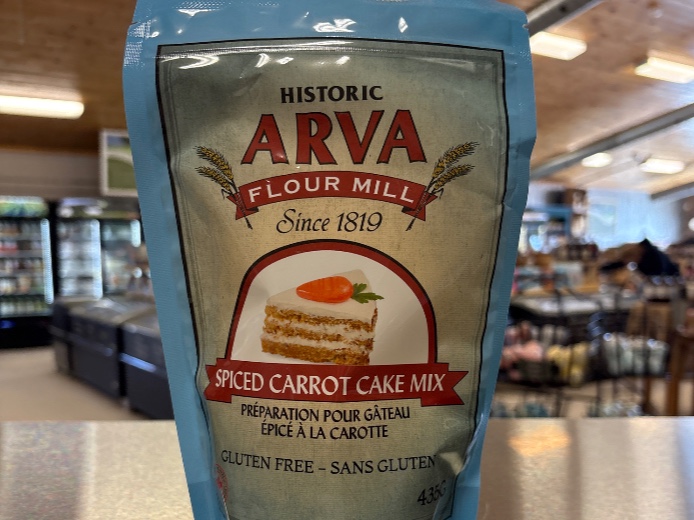 HISTORIC
ARVA
FLOUR MILL
Since 1819
SPICED CARROT CAKE MIX
PRÉPARATION POUR GÂTEAU
ÉPICÉ À LA CAROTTE
GLUTEN FREE – SANS GLUTEN
435G